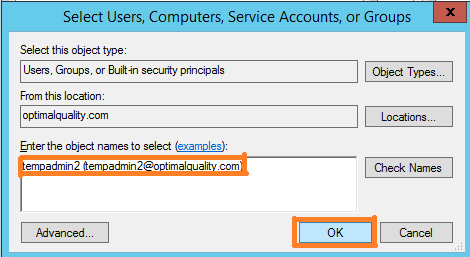 Select Users, Computers, Service Accounts, or Groups
x
Select this object type:
Users, Groups, or Built-in security principals
Object Types...
From this location:
optimalquality.com
Locations...
Enter the object names to select (examples):
tempadmin2 (tempadmin2@optimalquality.com)
Check Names
Advanced...
OK
Cancel